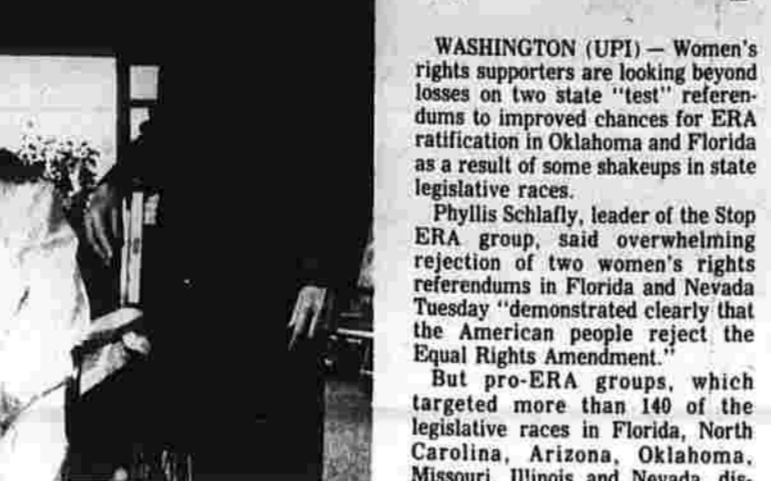 WASHINGTON (UPI) — Women's
rights supporters are looking beyond
losses on two state "test" referen-
dums to improved chances for ERA
ratification in Oklahoma and Florida
as a result of some shakeups in state
legislative races.
Phyllis Schlafly, leader of the Stop
ERA group, said overwhelming
rejection of two women's rights
referendums in Florida and Nevada
Tuesday "demonstrated clearly that
the American people reject the
Equal Rights Amendment."
But pro-ERA groups, which
targeted more than 140 of the
legislative races in Florida, North
Carolina, Arizona, Oklahoma,
Missouri, Illinois and Nevada, dis-